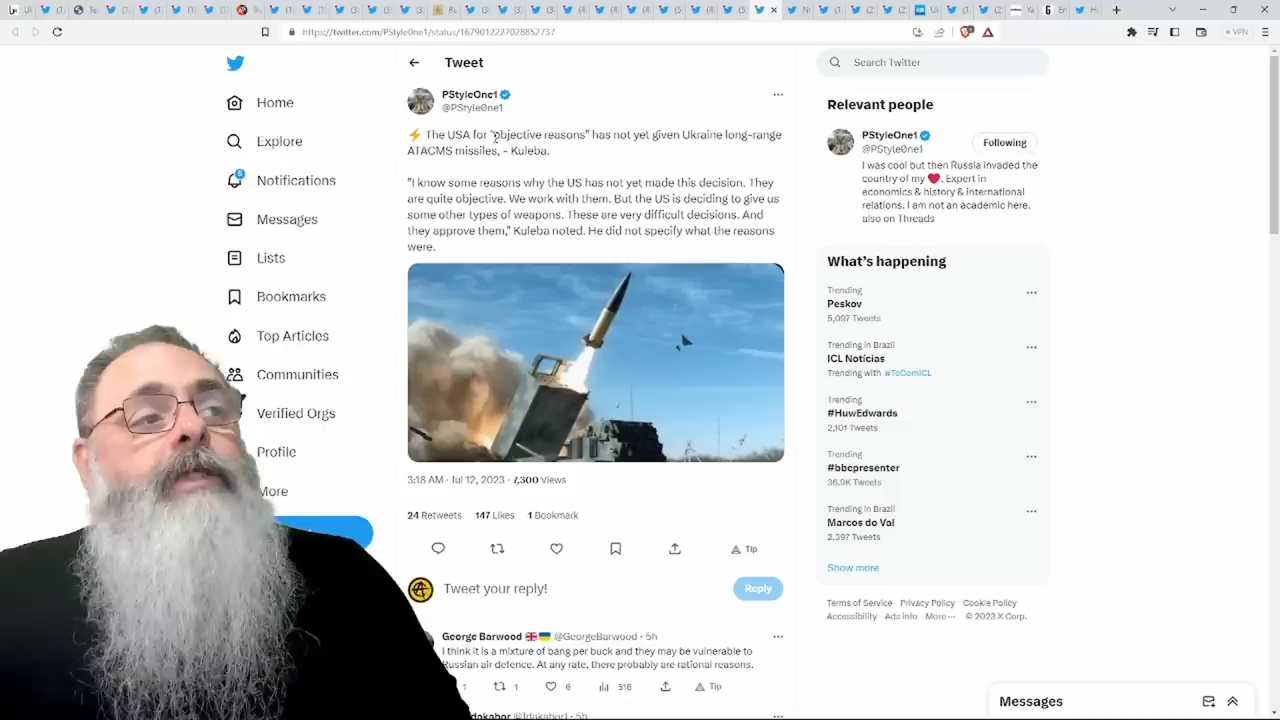 https://twitter.com/PStyle0ne1/status/1679012227028852737
VPN
Home
Explore
6
Notifications
Messages
Lists
Bookmarks
Top Articles
Communities
Verified Orgs
Profile
More
Tweet
PStyleOne1
@PStyle0ne1
⚡ The USA for "objective reasons" has not yet given Ukraine long-range
ATACMS missiles, - Kuleba.
"I know some reasons why the US has not yet made this decision. They
are quite objective. We work with them. But the US is deciding to give us
some other types of weapons. These are very difficult decisions. And
they approve them," Kuleba noted. He did not specify what the reasons
were.
3:18 AM · Jul 12, 2023 · 7,300 Views
24 Retweets 147 Likes 1 Bookmark
Tip
Tweet your reply!
Reply
George Barwood 🇬🇧🇺🇦 @GeorgeBarwood · 5h
I think it is a mixture of bang per buck and they may be vulnerable to
Russian air defence. At any rate, there probably are rational reasons.
1 1 6 516 Tip
Search Twitter
Relevant people
PStyleOne1
@PStyle0ne1
Following
I was cool but then Russia invaded the
country of my ❤️. Expert in
economics & history & international
relations. I am not an academic here.
also on Threads
What's happening
Trending
Peskov
5,097 Tweets
Trending in Brazil
ICL Notícias
Trending with #ToComICL
Trending
#HuwEdwards
2,101 Tweets
Trending
#bbcpresenter
36.9K Tweets
Trending in Brazil
Marcos do Val
2,397 Tweets
Show more
Terms of Service Privacy Policy Cookie Policy
Accessibility Ads info More ··· © 2023 X Corp.
Messages